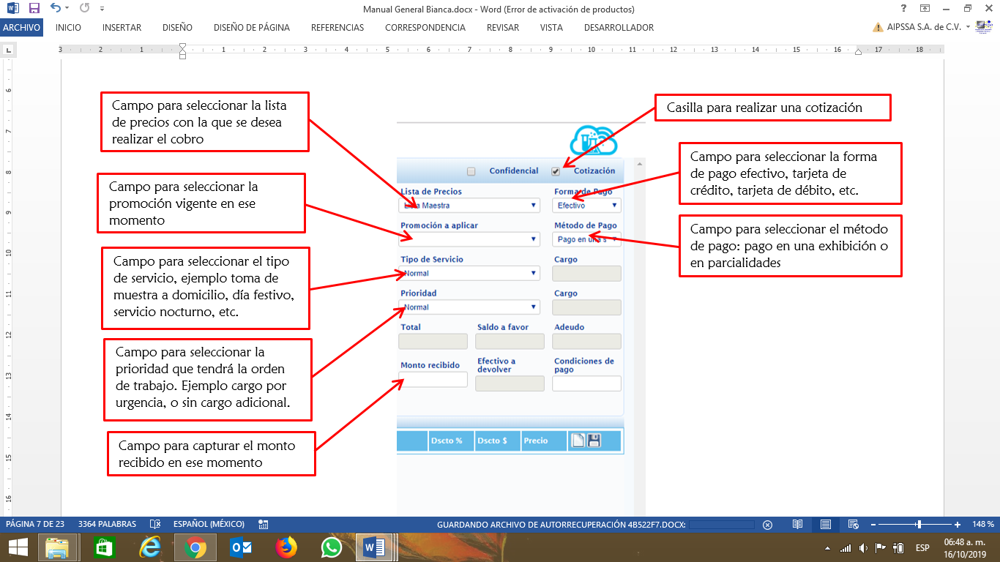 Manual General Bianca.docx - Word (Error de activación de productos)
ARCHIVO INICIO INSERTAR DISEÑO DISEÑO DE PÁGINA REFERENCIAS CORRESPONDENCIA REVISAR VISTA DESARROLLADOR AIPSSA S.A. de C.V.
3 2 1 1 2 3 4 5 6 7 8 9 10 11 12 13 14 15 16 17 18
6
7
8
9
10
11
12
13
14
15
16
Campo para seleccionar la lista
de precios con la que se desea
realizar el cobro
Campo para seleccionar la
promoción vigente en ese
momento
Campo para seleccionar el tipo
de servicio, ejemplo toma de
muestra a domicilio, día festivo,
servicio nocturno, etc.
Campo para seleccionar la
prioridad que tendrá la orden
de trabajo. Ejemplo cargo por
urgencia, o sin cargo adicional.
Campo para capturar el monto
recibido en ese momento
Casilla para realizar una cotización
Campo para seleccionar la forma
de pago efectivo, tarjeta de
crédito, tarjeta de débito, etc.
Campo para seleccionar el método
de pago: pago en una exhibición o
en parcialidades
Confidencial Cotización
Lista de Precios Forma de Pago
Lista Maestra Efectivo
Promoción a aplicar Método de Pago
Pago en una s
Tipo de Servicio Cargo
Normal
Prioridad Cargo
Normal
Total Saldo a favor Adeudo
Monto recibido Efectivo a devolver Condiciones de pago
Dscto % Dscto $ Precio
PÁGINA 7 DE 23 3364 PALABRAS ESPAÑOL (MÉXICO) GUARDANDO ARCHIVO DE AUTORRECUPERACIÓN 4B522F7.DOCX: 148 %
ESP
06:48 a. m.
16/10/2019